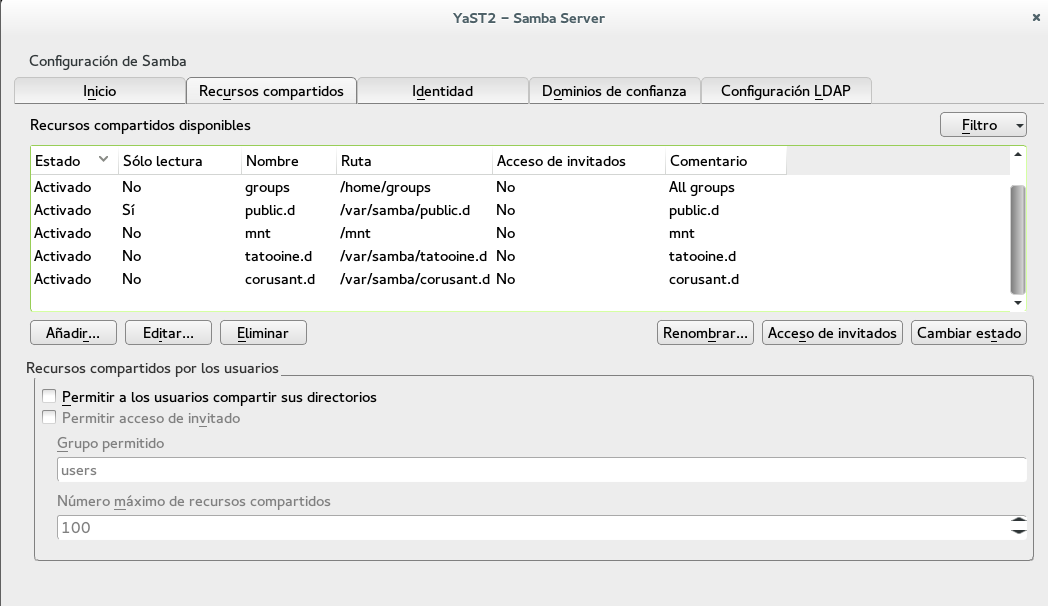 YaST2 – Samba Server
Configuración de Samba
Inicio Recursos compartidos Identidad Dominios de confianza Configuración LDAP
Recursos compartidos disponibles Filtro
Estado Sólo lectura Nombre Ruta Acceso de invitados Comentario
Activado No groups /home/groups No All groups
Activado Sí public.d /var/samba/public.d No public.d
Activado No mnt /mnt No mnt
Activado No tatooine.d /var/samba/tatooine.d No tatooine.d
Activado No corusant.d /var/samba/corusant.d No corusant.d
Añadir... Editar... Eliminar Renombrar... Acceso de invitados Cambiar estado
Recursos compartidos por los usuarios
Permitir a los usuarios compartir sus directorios
Permitir acceso de invitado
Grupo permitido
users
Número máximo de recursos compartidos
100